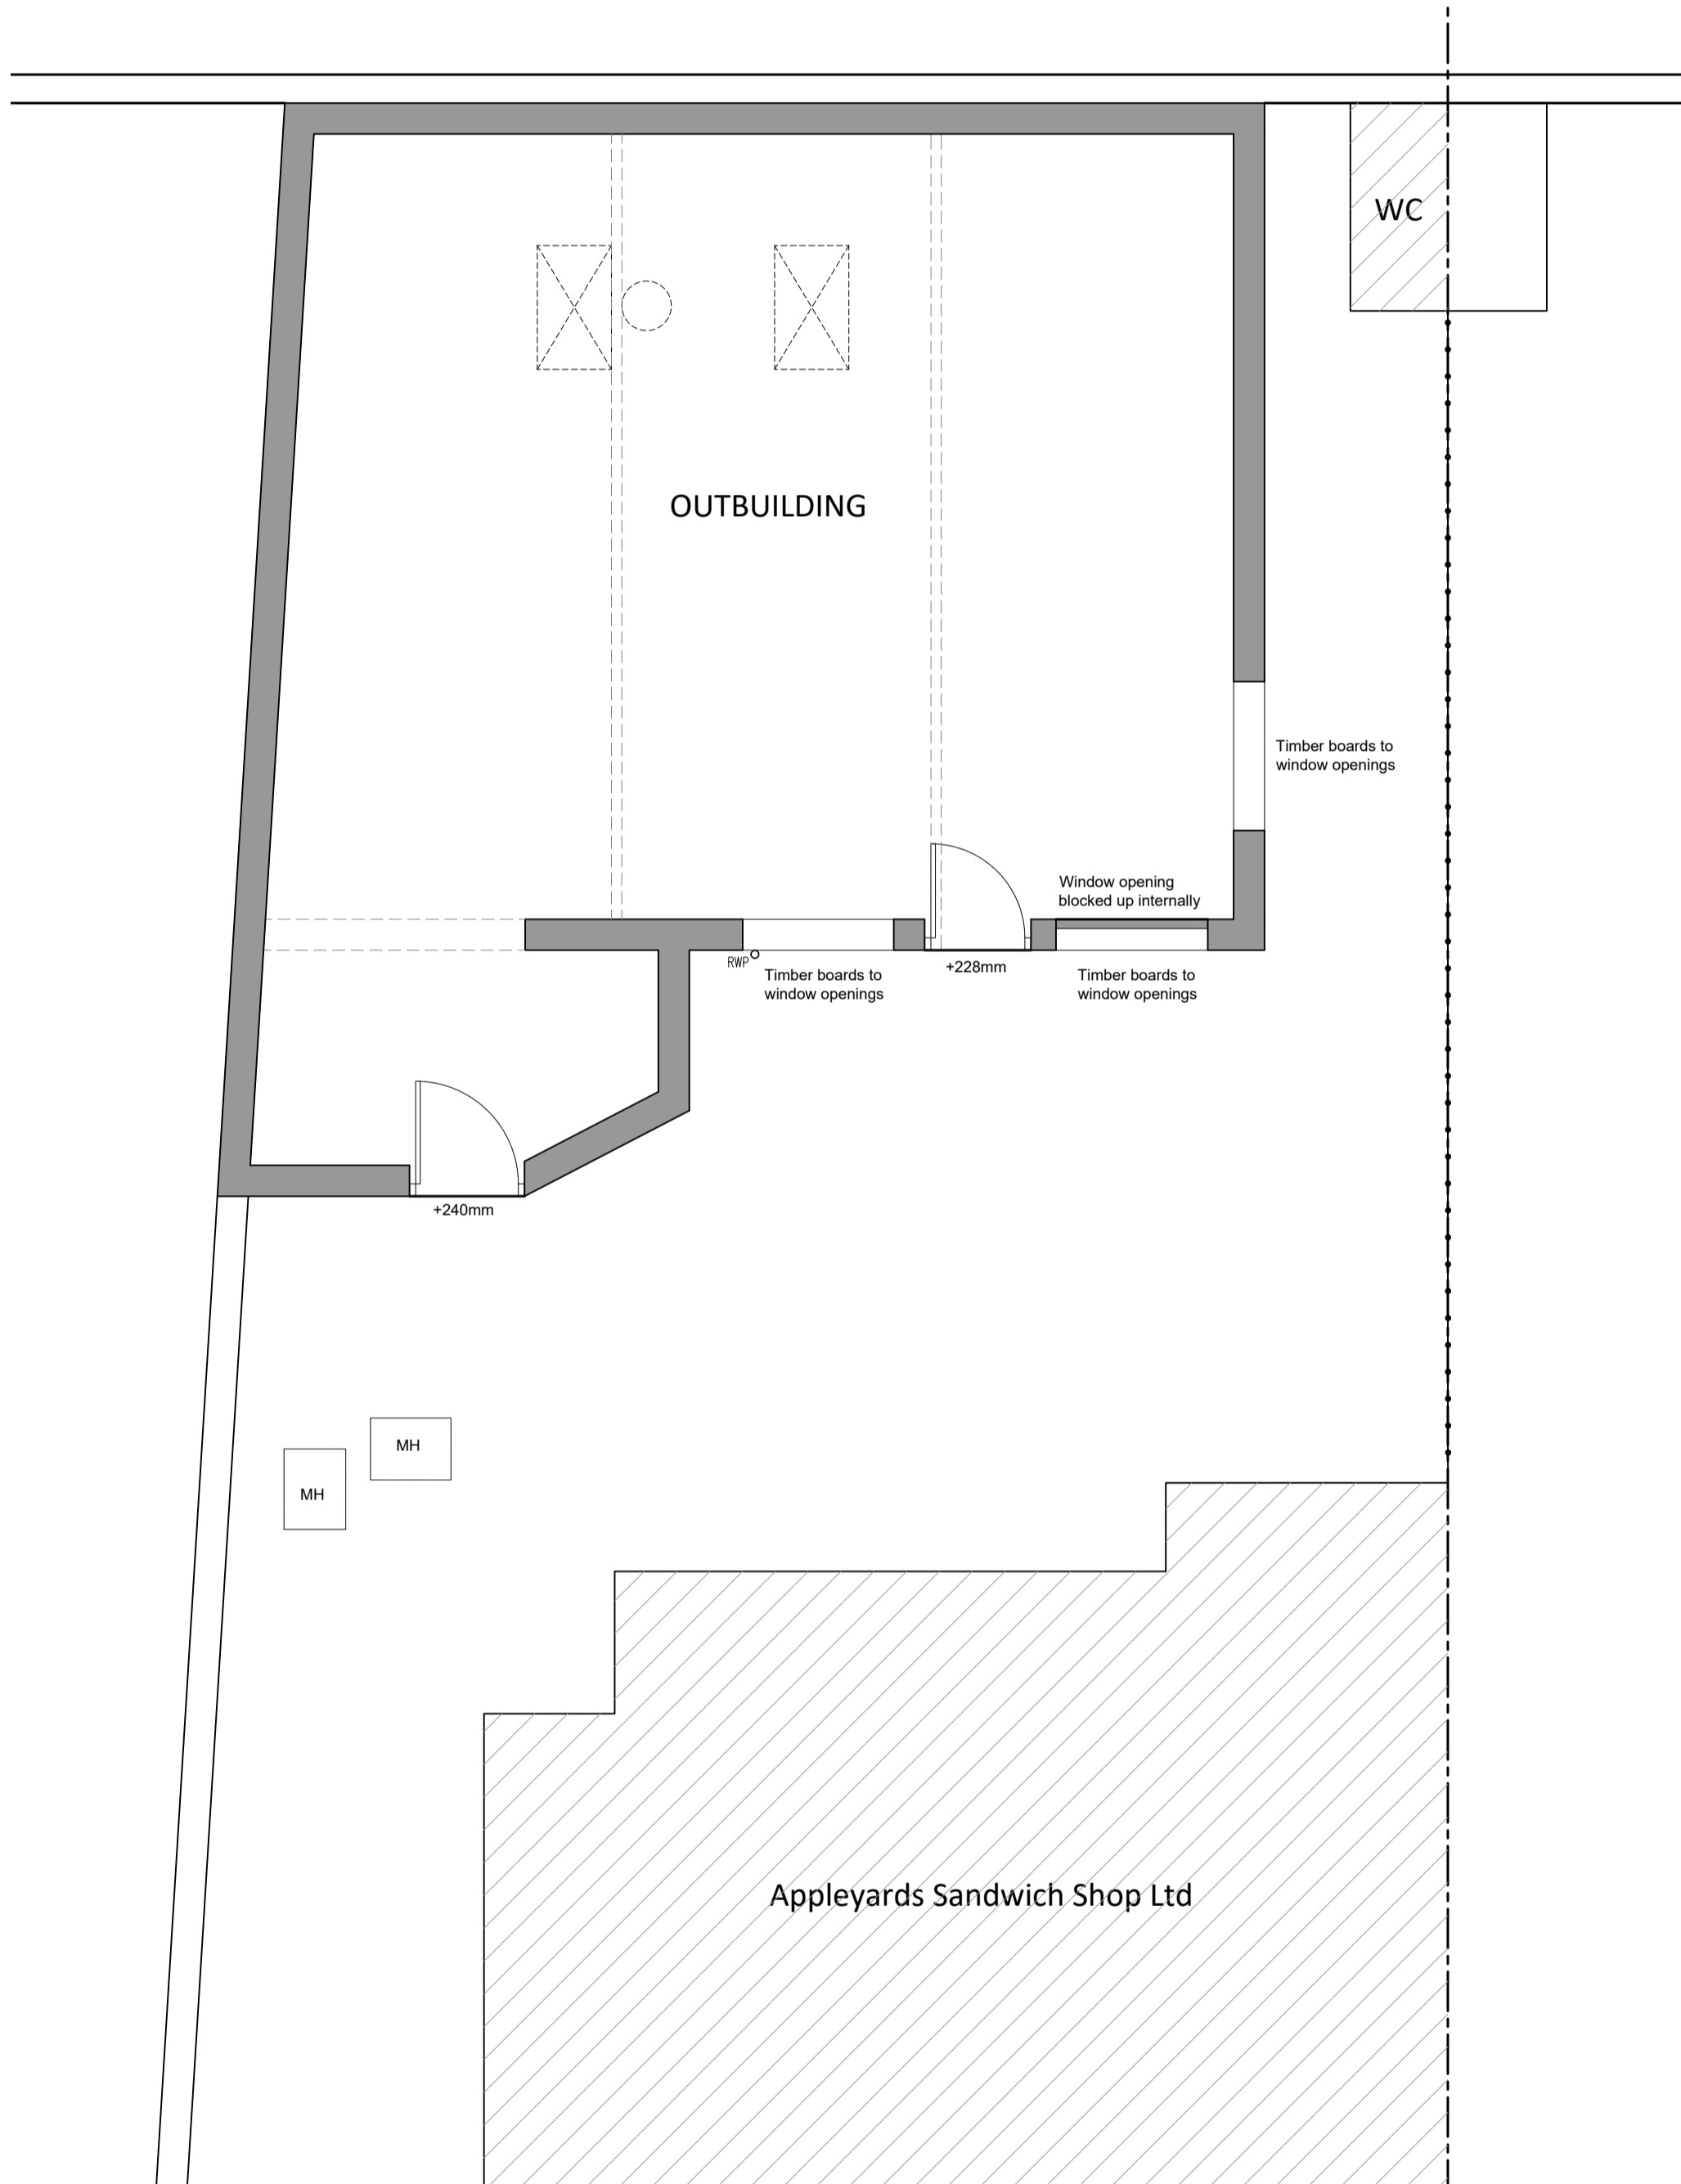 WC
OUTBUILDING
Timber boards to
window openings
Window opening
blocked up internally
RWP
Timber boards to
window openings
+228mm
Timber boards to
window openings
+240mm
MH
MH
Appleyards Sandwich Shop Ltd